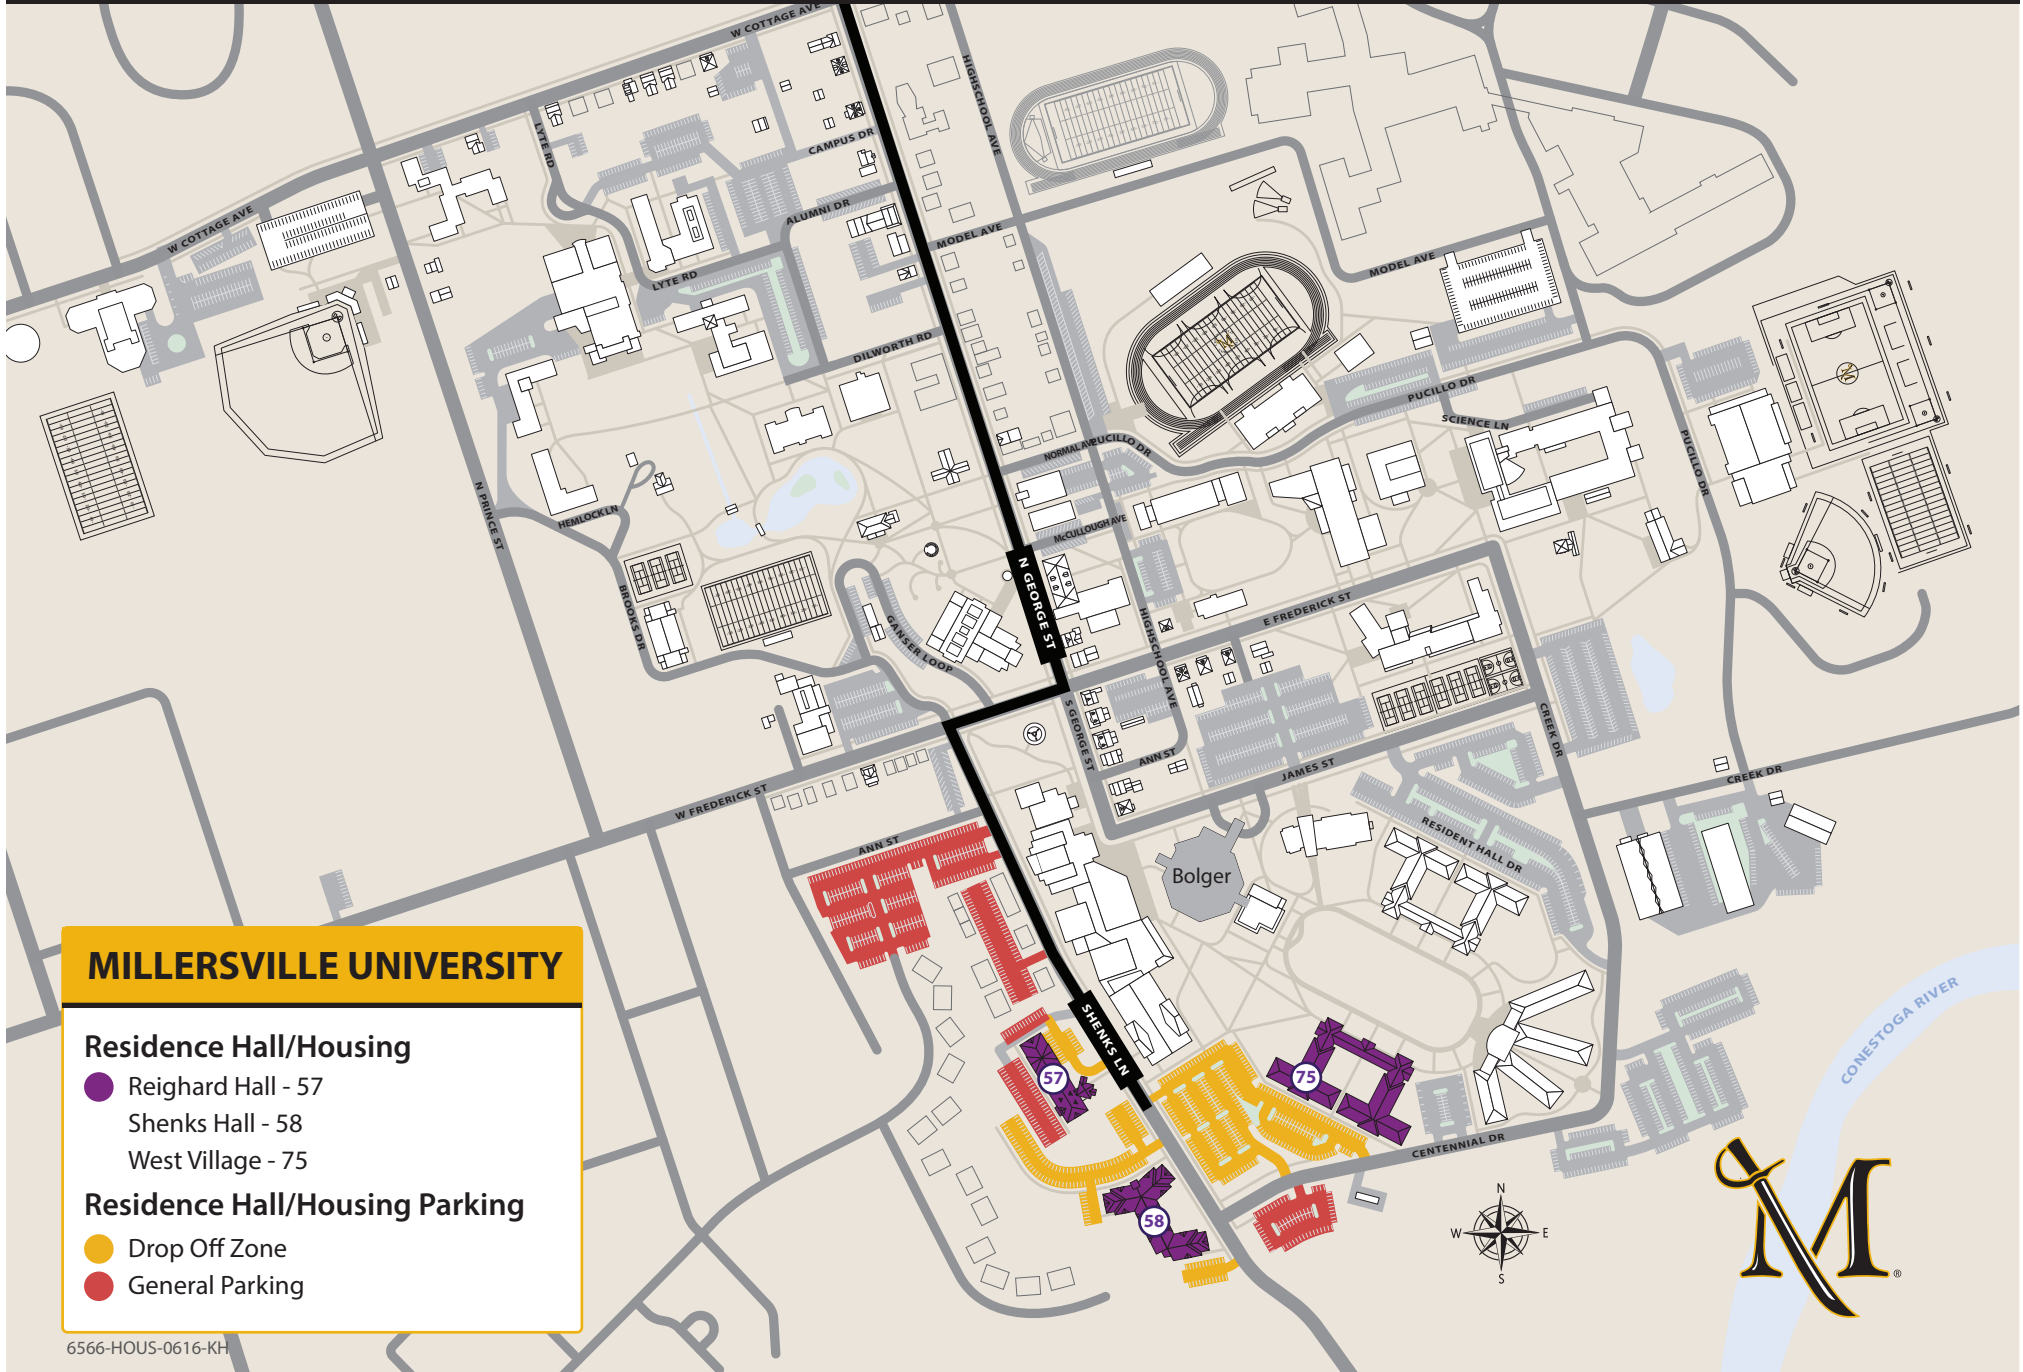 W COTTAGE AVE
HIGHSCHOOL AVE
LYTE RD
CAMPUS DR
W COTTAGE AVE
ALUMNI DR
MODEL AVE
MODEL AVE
LYTE RD
DILWORTH RD
M
M
PUCILLO DR
SCIENCE LN
NORMAL AVE
PUCILLO DR
PUCILLO DR
N PRINCE ST
HEMLOCK LN
McCULLOUGH AVE
N GEORGE ST
BROOKS DR
GANSER LOOP
HIGHSCHOOL AVE
E FREDERICK ST
S GEORGE ST
CREEK DR
ANN ST
JAMES ST
CREEK DR
W FREDERICK ST
ANN ST
RESIDENT HALL DR
Bolger
SHENKS LN
57
75
58
CENTENNIAL DR
CONESTOGA RIVER
MILLERSVILLE UNIVERSITY
Residence Hall/Housing
Reighard Hall - 57
Shenks Hall - 58
West Village - 75
Residence Hall/Housing Parking
Drop Off Zone
General Parking
6566-HOUS-0616-KH
N
W E
S
M ®